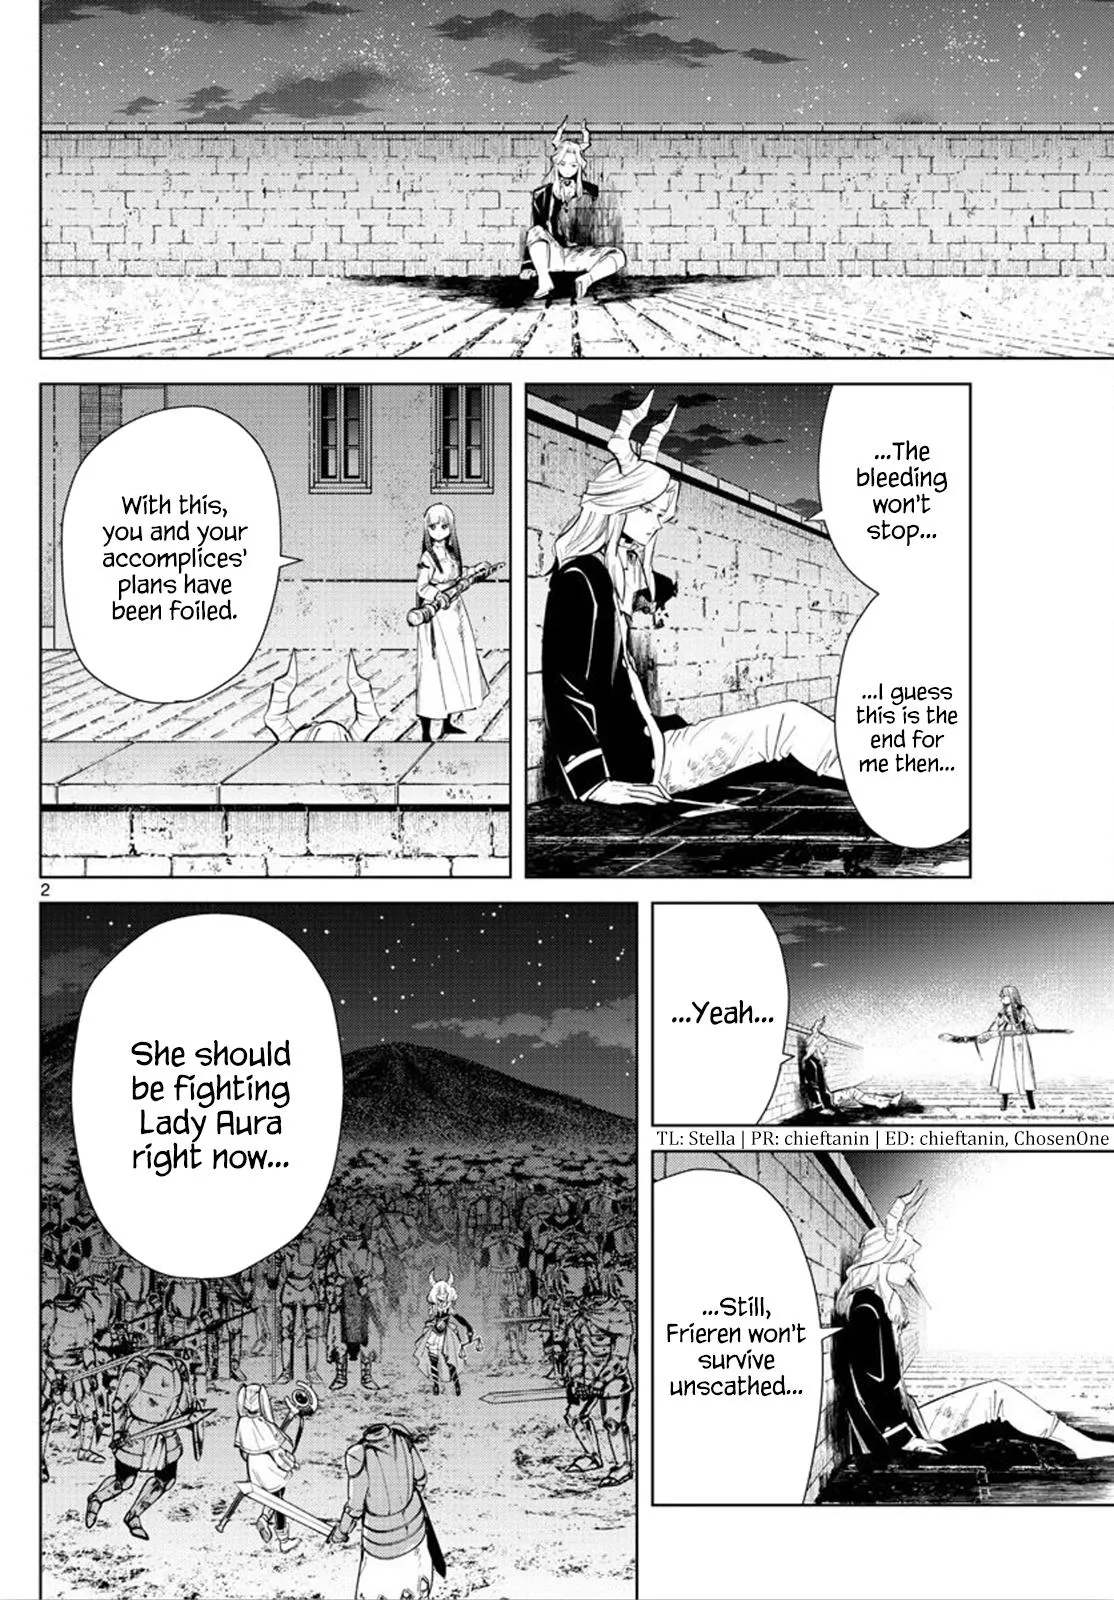 ...The
bleeding
won't
stop...
...I guess
this is the
end for
me then...
With this,
you and your
accomplices'
plans have
been foiled.
2
...Yeah...
TL: Stella | PR: chieftanin | ED: chieftanin, ChosenOne
...Still,
Frieren won't
survive
unscathed...
She should
be fighting
Lady Aura
right now...